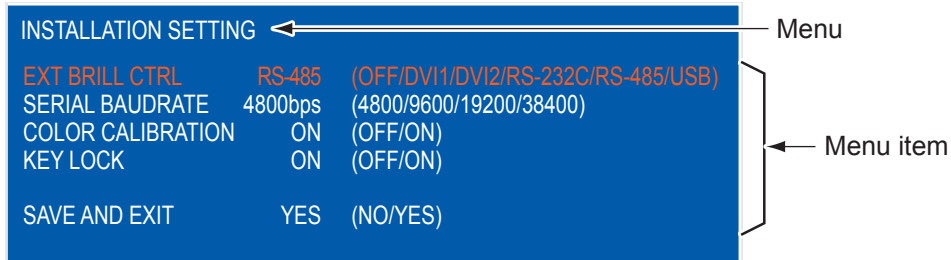 INSTALLATION SETTING
Menu
EXT BRILL CTRL RS-485 (OFF/DVI1/DVI2/RS-232C/RS-485/USB)
SERIAL BAUDRATE 4800bps (4800/9600/19200/38400)
COLOR CALIBRATION ON (OFF/ON)
KEY LOCK ON (OFF/ON)
Menu item
SAVE AND EXIT YES (NO/YES)